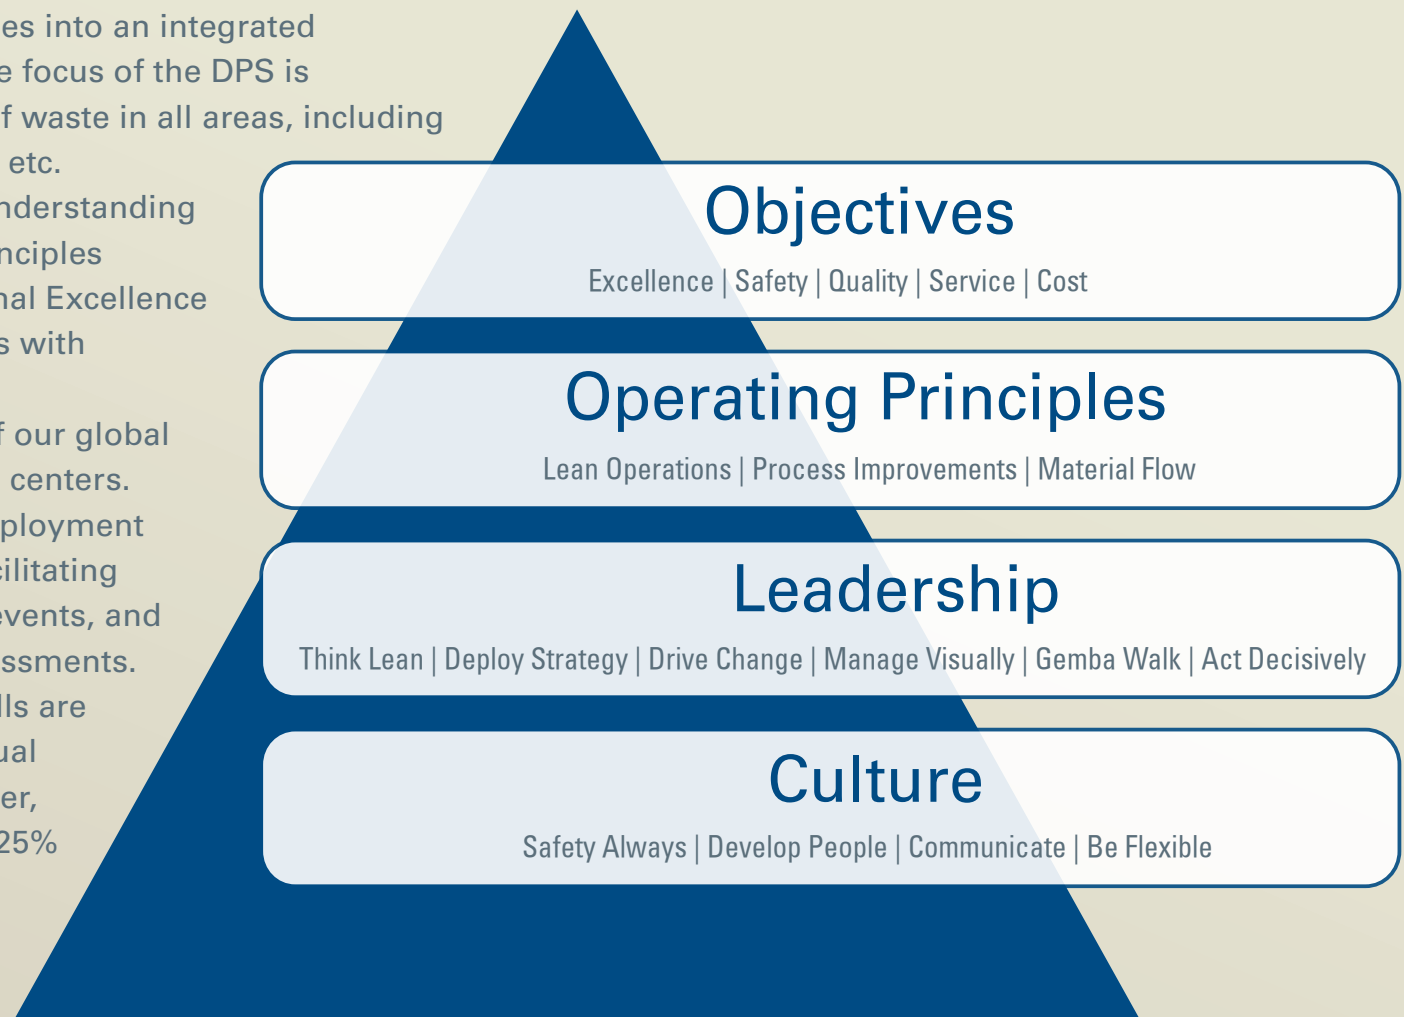 es into an integrated
e focus of the DPS is
f waste in all areas, including
etc.
nderstanding
nciples
nal Excellence
s with
f our global
centers.
ployment
cilitating
events, and
ssments.
lls are
ual
er,
25%
Objectives
Excellence | Safety | Quality | Service | Cost
Operating Principles
Lean Operations | Process Improvements | Material Flow
Leadership
Think Lean | Deploy Strategy | Drive Change | Manage Visually | Gemba Walk | Act Decisively
Culture
Safety Always | Develop People | Communicate | Be Flexible